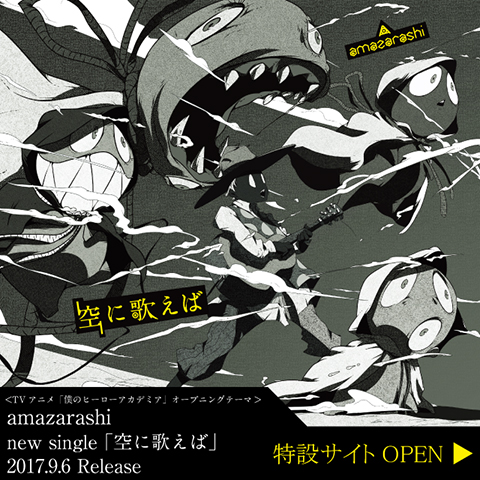 amazarashi
空に歌えば
<TVアニメ「僕のヒーローアカデミア」オープニングテーマ>
amazarashi
new single「空に歌えば」
2017.9.6 Release
特設サイト OPEN ▶